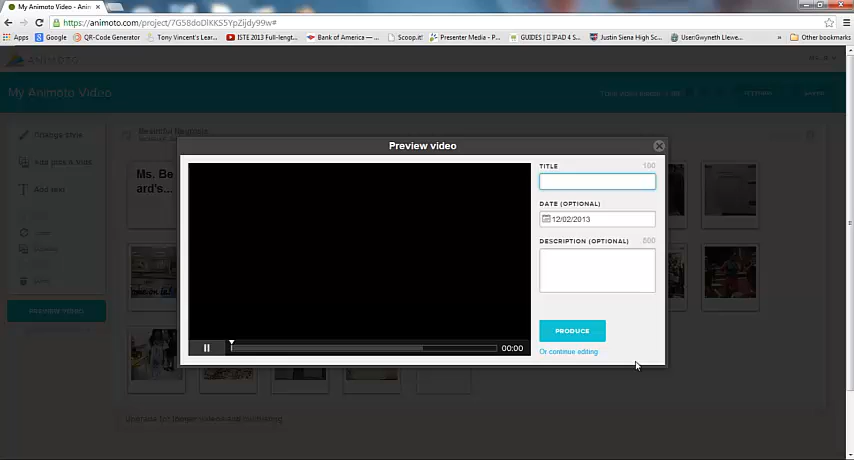 My Animoto Video
https://animoto.com/project/7G58doDlKKS5YpZijdy99w#
Apps Google QR-Code Generator Tony Vincent's Lear... ISTE 2013 Full-lengt... Bank of America — ... Scoop.it! Presenter Media - P... GUIDES | IPAD 4 S... Justin Siena High Sc... User:Gwyneth Llewe... » Other bookmarks
ANIMOTO
My Animoto Video
Preview video
Change Style
Add pics & vids
Add text
PREVIEW VIDEO
Ms. Be
ard's...
TITLE 100
DATE (OPTIONAL)
12/02/2013
DESCRIPTION (OPTIONAL) 800
PRODUCE
Or continue editing
00:00